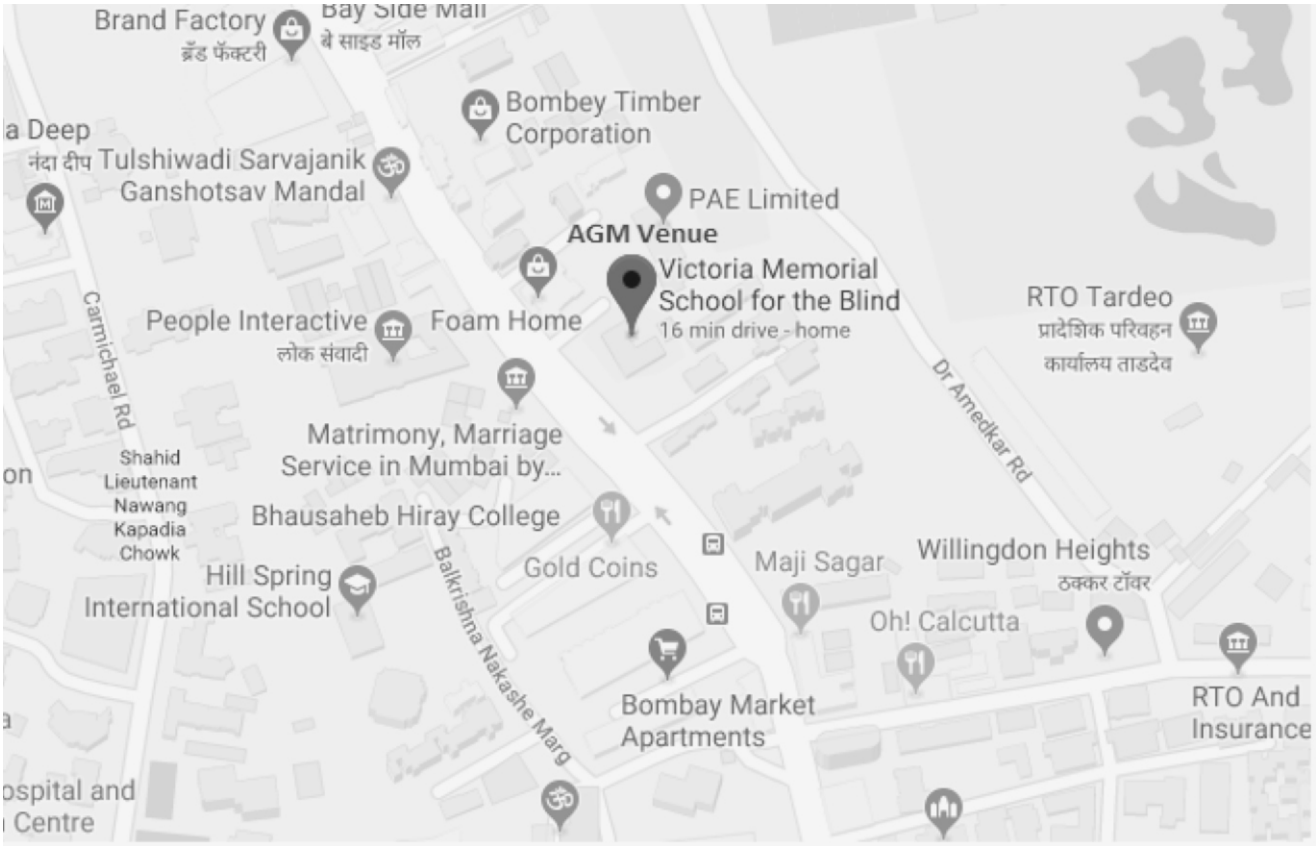 Brand Factory
ब्रँड फॅक्टरी
Bay Side Mall
बे साइड मॉल
Bombey Timber
Corporation
a Deep
नंदा दीप
Tulshiwadi Sarvajanik
Ganshotsav Mandal
PAE Limited
AGM Venue
Victoria Memorial
School for the Blind
16 min drive - home
RTO Tardeo
प्रादेशिक परिवहन
कार्यालय ताडदेव
People Interactive
लोक संवादी
Foam Home
Carmichael Rd
Dr Amedkar Rd
Matrimony, Marriage
Service in Mumbai by...
on
Shahid
Lieutenant
Nawang
Kapadia
Chowk
Bhausaheb Hiray College
Gold Coins
Maji Sagar
Willingdon Heights
ठक्कर टॉवर
Hill Spring
International School
Balkrishna Nakashe Marg
Oh! Calcutta
Bombay Market
Apartments
RTO And
Insurance
a
ospital and
Centre